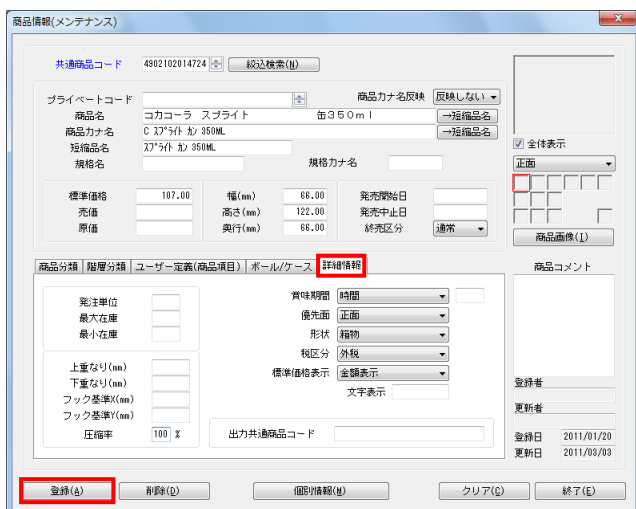 商品情報(メンテナンス)
共通商品コード 4902102014724 絞込検索(N)
プライベートコード 商品カナ名反映 反映しない
商品名 コカコーラ スプライト 缶350ml →短縮品名
商品カナ名 C スプライト カン 350ML →短縮品名
短縮品名 スプライト カン 350ML
規格名 規格カナ名
標準価格 107.00 幅(mm) 66.00 発売開始日
売価 高さ(mm) 122.00 発売中止日
原価 奥行(mm) 66.00 終売区分 通常
全体表示
正面
商品画像(I)
商品分類 階層分類 ユーザー定義(商品項目) ボール/ケース 詳細情報
商品コメント
発注単位
最大在庫
最小在庫
上重なり(mm)
下重なり(mm)
フック基準X(mm)
フック基準Y(mm)
圧縮率 100 %
賞味期間 時間
優先面 正面
形状 箱物
税区分 外税
標準価格表示 金額表示
文字表示
出力共通商品コード
登録者
更新者
登録日 2011/01/20
更新日 2011/03/03
登録(A) 削除(D) 個別情報(M) クリア(C) 終了(E)